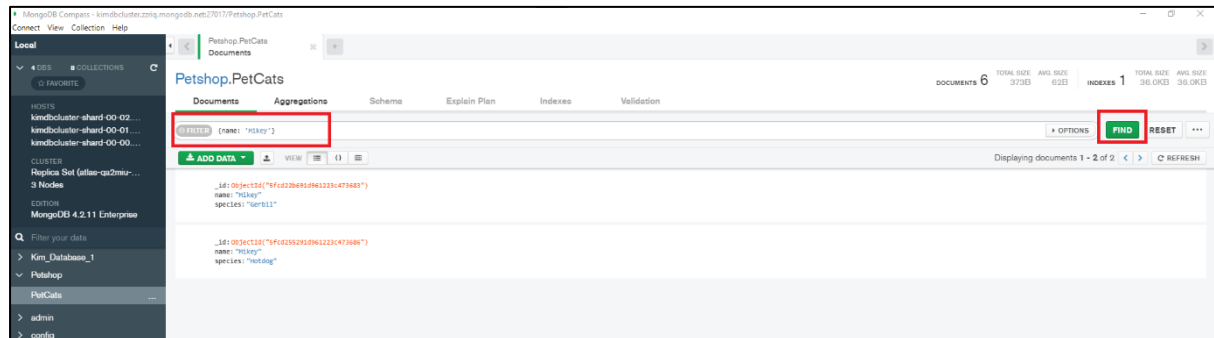 MongoDB Compass - kimdbcluster.zzriq.mongodb.net:27017/Petshop.PetCats
Connect View Collection Help
Local
4 DBS 8 COLLECTIONS
FAVORITE
HOSTS
kimdbcluster-shard-00-02....
kimdbcluster-shard-00-01....
kimdbcluster-shard-00-00....
CLUSTER
Replica Set (atlas-qa2miu-...
3 Nodes
EDITION
MongoDB 4.2.11 Enterprise
Filter your data
Kim_Database_1
Petshop
PetCats
admin
config
Petshop.PetCats
Documents
Petshop.PetCats
DOCUMENTS 6 TOTAL SIZE 373B AVG. SIZE 62B INDEXES 1 TOTAL SIZE 36.0KB AVG. SIZE 36.0KB
Documents Aggregations Schema Explain Plan Indexes Validation
FILTER {name: 'Mikey'}
OPTIONS FIND RESET ...
ADD DATA VIEW
Displaying documents 1 - 2 of 2 < > REFRESH
_id: ObjectId("5fcd22b691d961223c473683")
name: "Mikey"
species: "Gerbil"
_id: ObjectId("5fcd255291d961223c473686")
name: "Mikey"
species: "Hotdog"